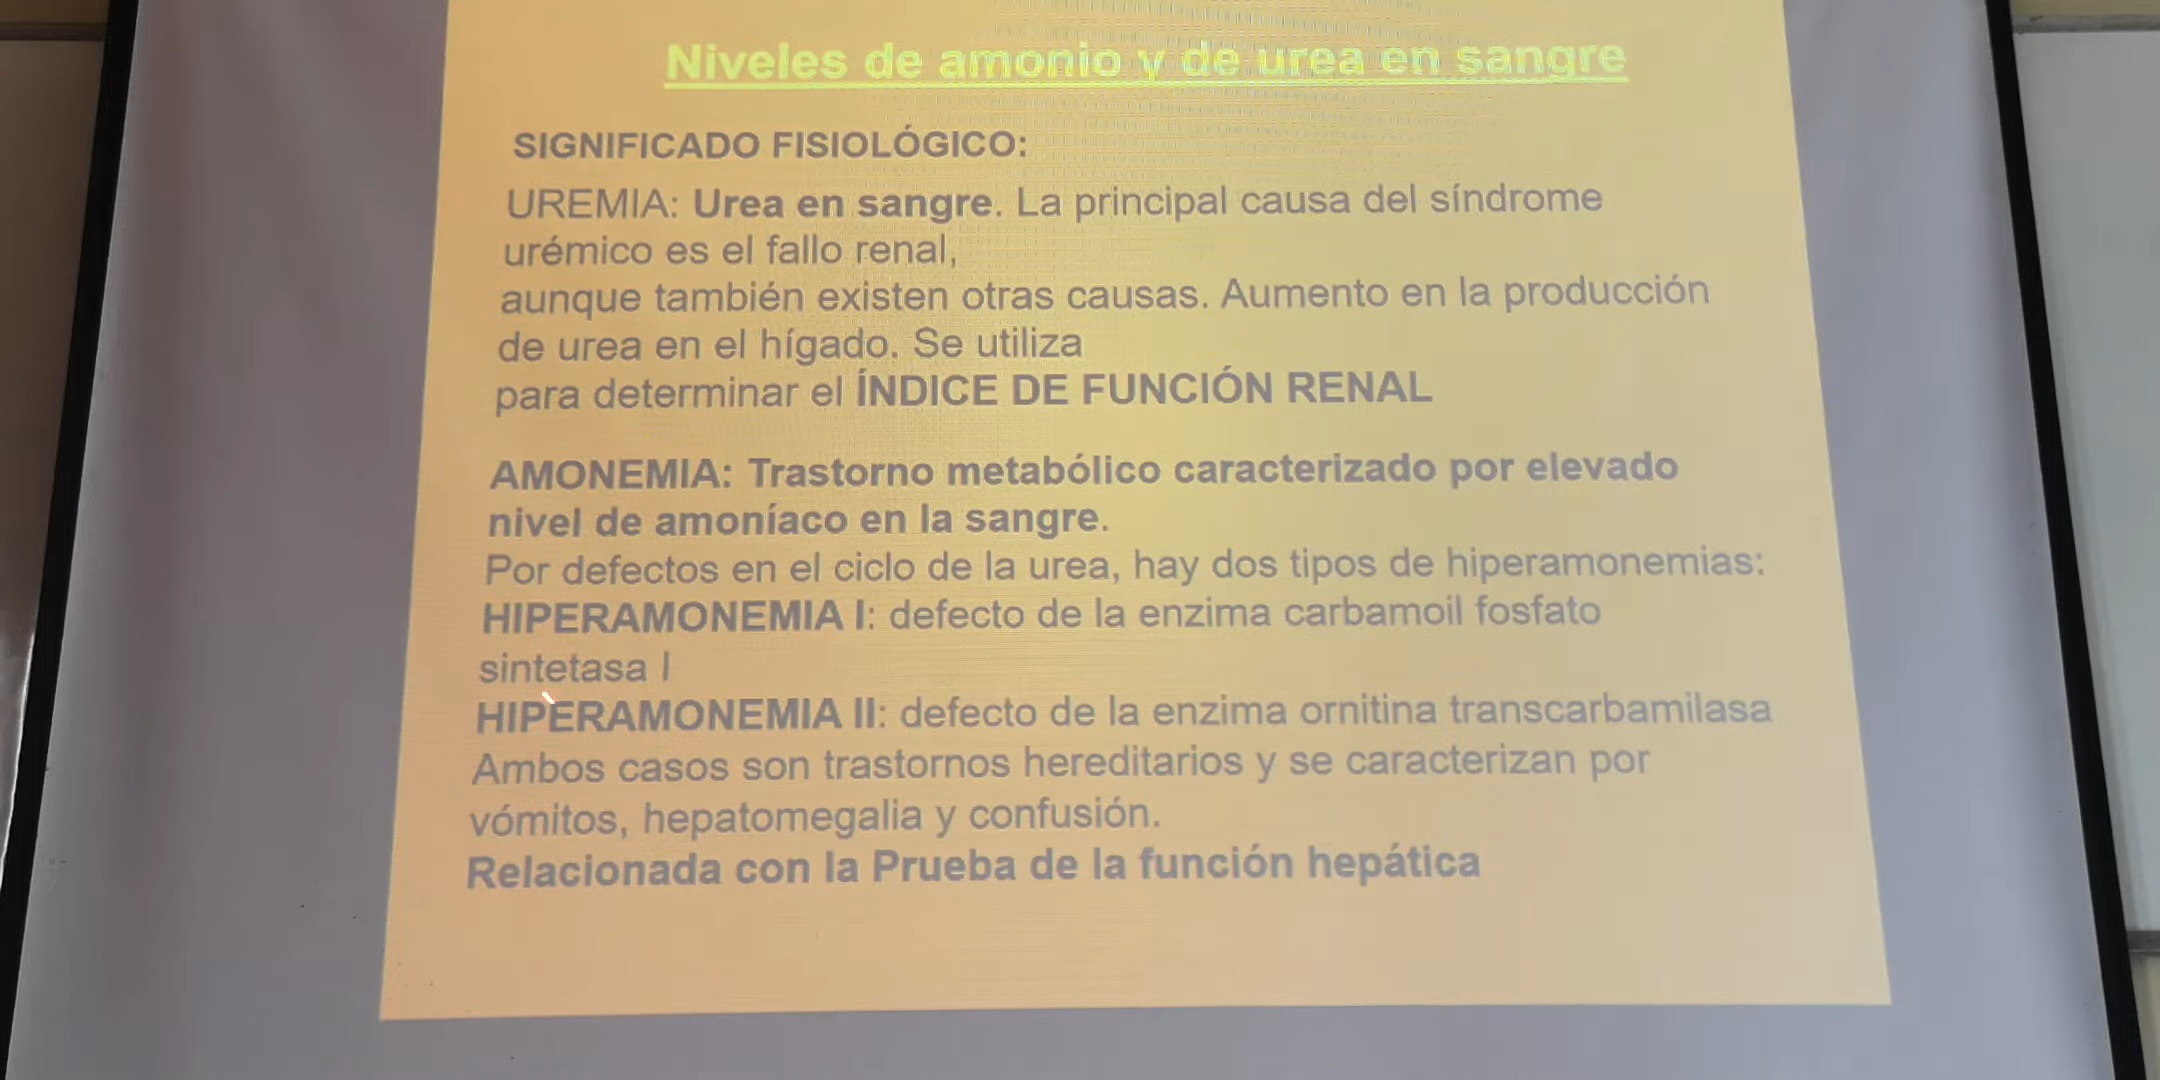 Niveles de amonio y de urea en sangre
SIGNIFICADO FISIOLÓGICO:
UREMIA: Urea en sangre. La principal causa del síndrome
urémico es el fallo renal,
aunque también existen otras causas. Aumento en la producción
de urea en el hígado. Se utiliza
para determinar el ÍNDICE DE FUNCIÓN RENAL
AMONEMIA: Trastorno metabólico caracterizado por elevado
nivel de amoníaco en la sangre.
Por defectos en el ciclo de la urea, hay dos tipos de hiperamonemias:
HIPERAMONEMIA I: defecto de la enzima carbamoil fosfato
sintetasa I
HIPERAMONEMIA II: defecto de la enzima ornitina transcarbamilasa
Ambos casos son trastornos hereditarios y se caracterizan por
vómitos, hepatomegalia y confusión.
Relacionada con la Prueba de la función hepática